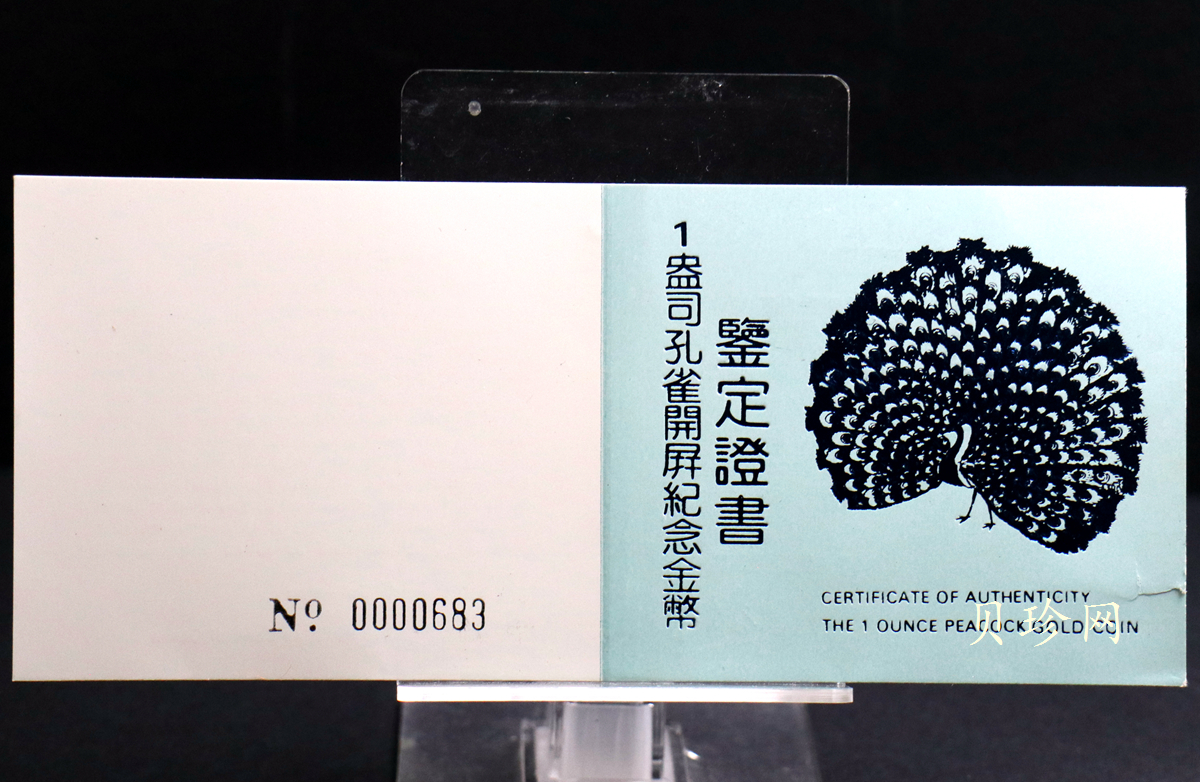 Nº 0000683
鑒定證書
1盎司孔雀開屏紀念金幣
CERTIFICATE OF AUTHENTICITY
THE 1 OUNCE PEACOCK GOLD COIN
贝珍网